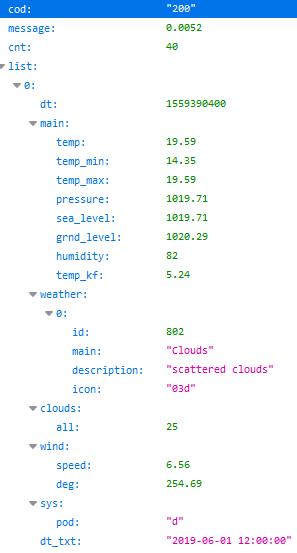 cod: "200"
message: 0.0052
cnt: 40
list:
0:
dt: 1559390400
main:
temp: 19.59
temp_min: 14.35
temp_max: 19.59
pressure: 1019.71
sea_level: 1019.71
grnd_level: 1020.29
humidity: 82
temp_kf: 5.24
weather:
0:
id: 802
main: "Clouds"
description: "scattered clouds"
icon: "03d"
clouds:
all: 25
wind:
speed: 6.56
deg: 254.69
sys:
pod: "d"
dt_txt: "2019-06-01 12:00:00"